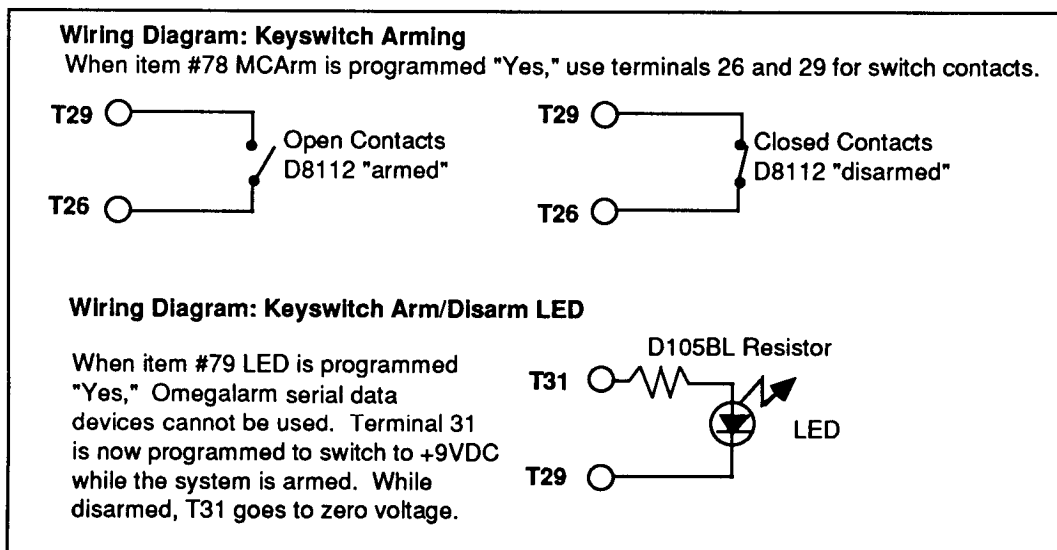 Wiring Diagram: Keyswitch Arming
When item #78 MCArm is programmed "Yes," use terminals 26 and 29 for switch contacts.
T29
Open Contacts
D8112 "armed"
T26
T29
Closed Contacts
D8112 "disarmed"
T26
Wiring Diagram: Keyswitch Arm/Disarm LED
When item #79 LED is programmed
"Yes," Omegalarm serial data
devices cannot be used. Terminal 31
is now programmed to switch to +9VDC
while the system is armed. While
disarmed, T31 goes to zero voltage.
D105BL Resistor
T31
LED
T29